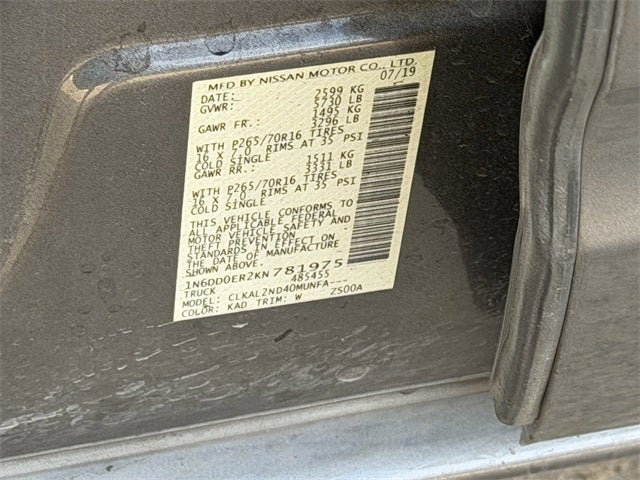 MFD BY NISSAN MOTOR CO., LTD.
DATE: 07/19
GVWR: 2599 KG
5730 LB
GAWR FR.: 1495 KG
3296 LB
WITH P265/70R16 TIRES
16 X 7.0 RIMS AT 35 PSI
COLD SINGLE
GAWR RR.: 1511 KG
3331 LB
WITH P265/70R16 TIRES
16 X 7.0 RIMS AT 35 PSI
COLD SINGLE
THIS VEHICLE CONFORMS TO
ALL APPLICABLE FEDERAL
MOTOR VEHICLE SAFETY AND
THEFT PREVENTION
STANDARDS IN EFFECT ON
THE DATE OF MANUFACTURE
SHOWN ABOVE.
1N6DD0ER2KN781975
TRUCK 485455
MODEL: CLKAL2ND40MUNFA--
COLOR: KAD TRIM: W Z500A